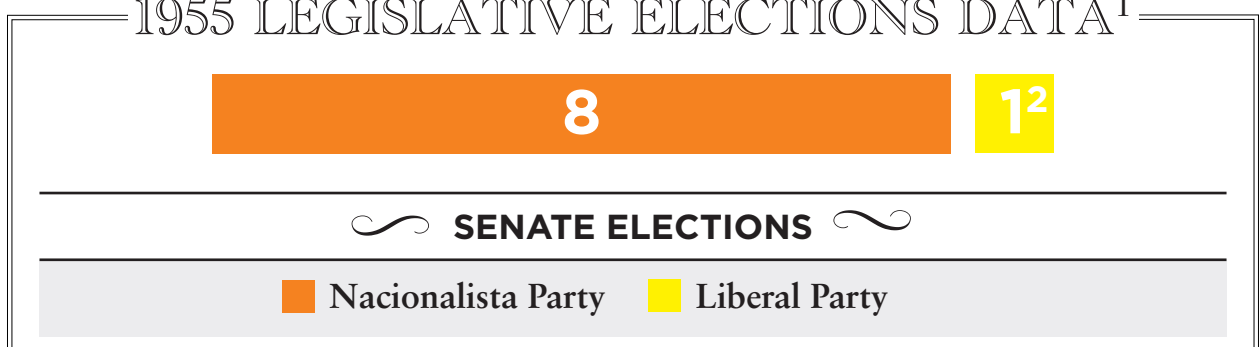 1955 LEGISLATIVE ELECTIONS DATA¹
8 1²
SENATE ELECTIONS
Nacionalista Party Liberal Party